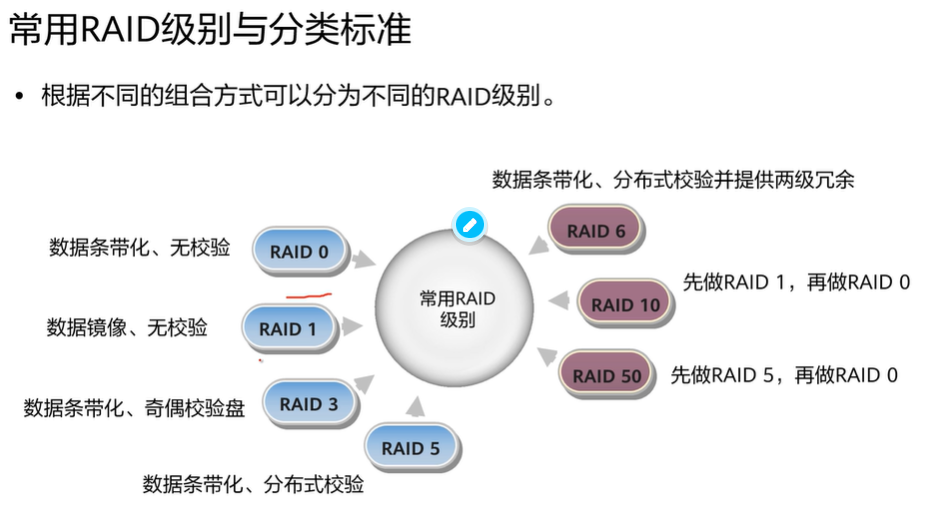 常用RAID级别与分类标准
• 根据不同的组合方式可以分为不同的RAID级别。
数据条带化、分布式校验并提供两级冗余
RAID 6
数据条带化、无校验
RAID 0
先做RAID 1，再做RAID 0
RAID 10
常用RAID
级别
数据镜像、无校验
RAID 1
先做RAID 5，再做RAID 0
RAID 50
数据条带化、奇偶校验盘
RAID 3
RAID 5
数据条带化、分布式校验